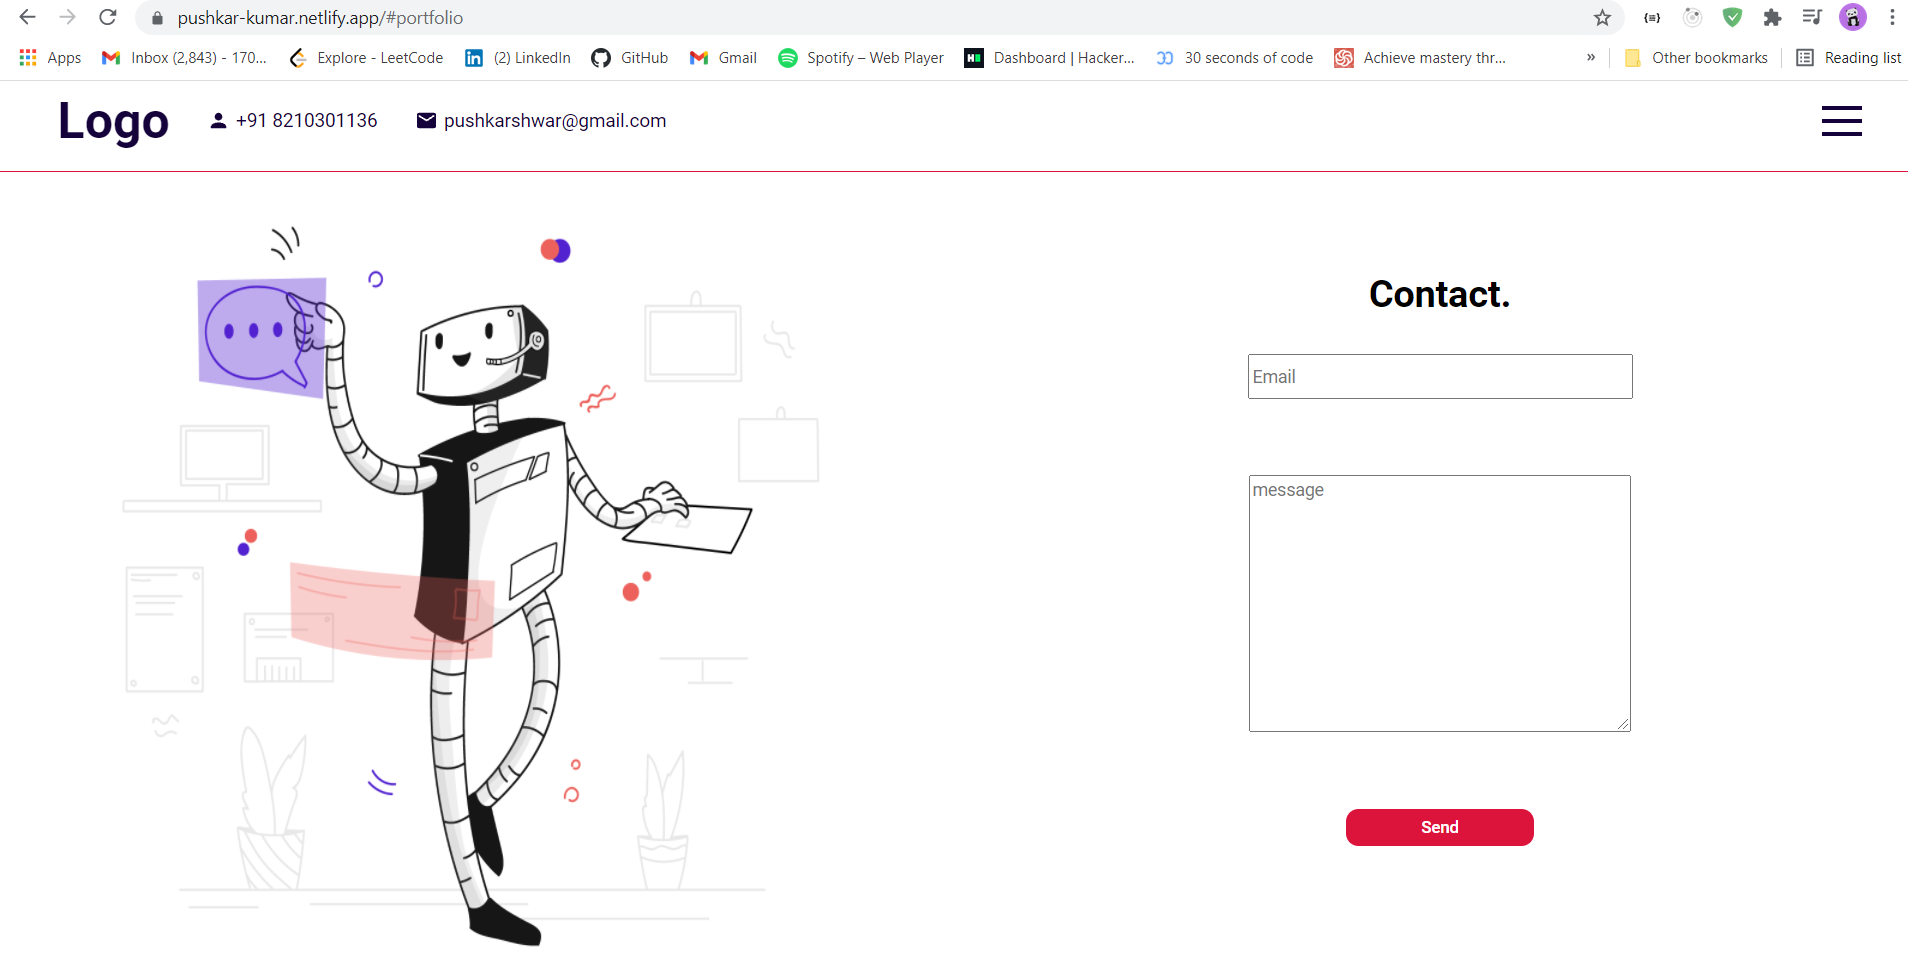 pushkar-kumar.netlify.app/#portfolio
Apps Inbox (2,843) - 170... Explore - LeetCode (2) LinkedIn GitHub Gmail Spotify – Web Player Dashboard | Hacker... 30 seconds of code Achieve mastery thr... » Other bookmarks Reading list
Logo +91 8210301136 pushkarshwar@gmail.com
Contact.
Email
message
Send